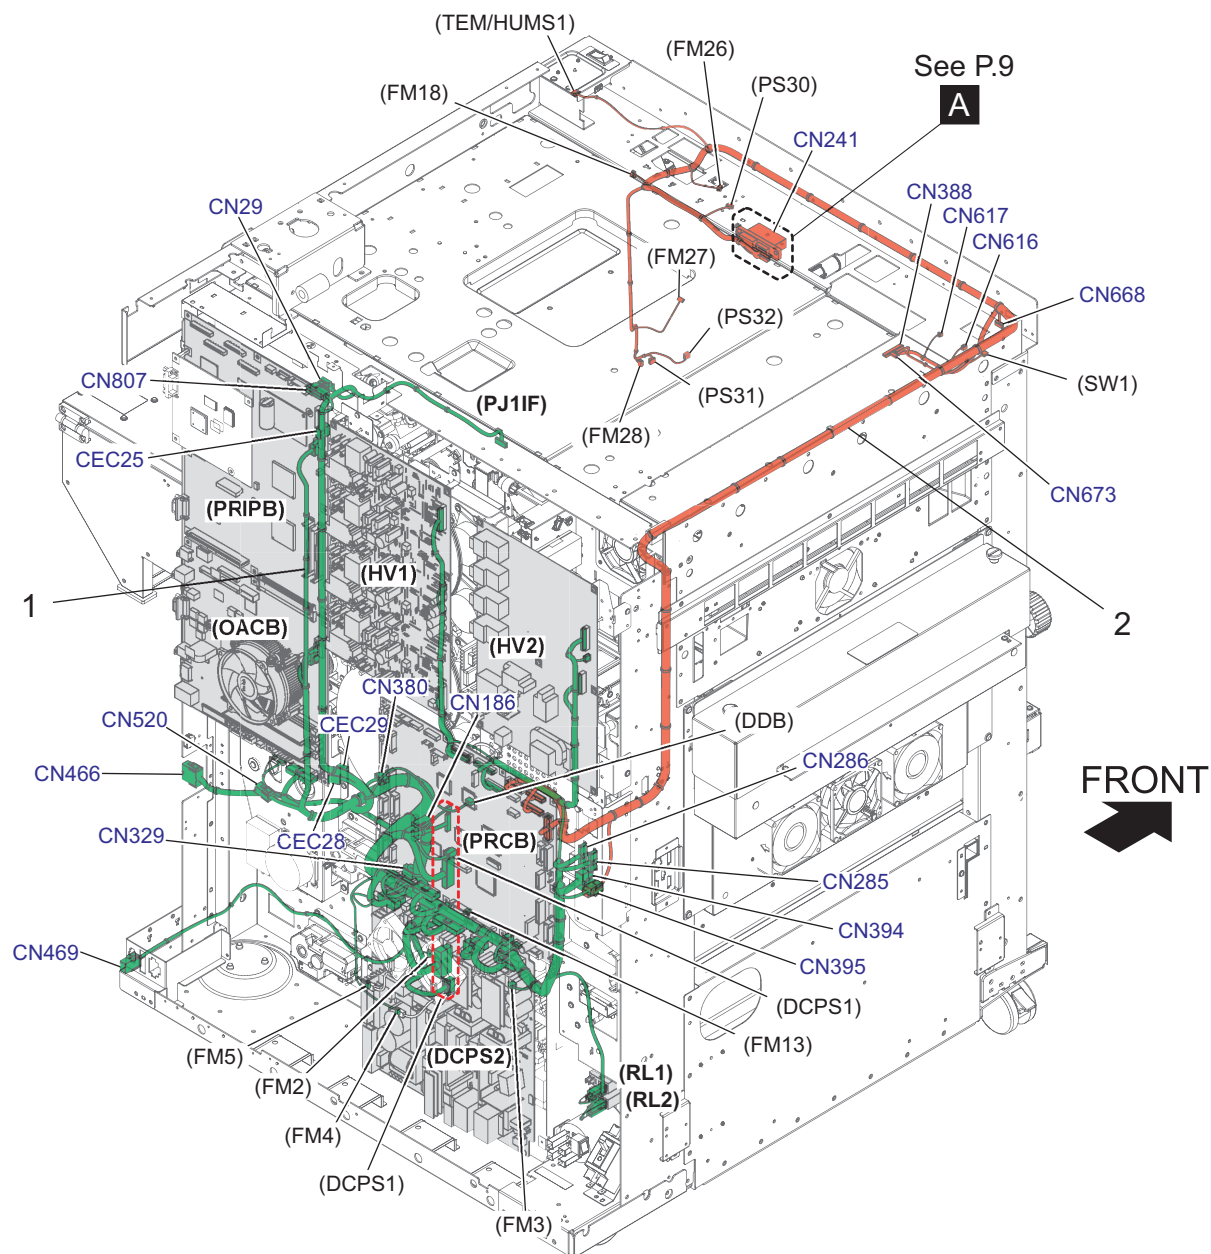 (TEM/HUMS1)
(FM26)
See P.9
A
(FM18)
(PS30)
CN241
CN29
CN388
CN617
CN616
(FM27)
CN668
(PS32)
CN807
(PJ1IF)
(PS31)
(SW1)
(FM28)
CEC25
CN673
(PRIPB)
(HV1)
1
2
(OACB)
(HV2)
CN380
CN186
CN520
CEC29
(DDB)
CN286
CN466
FRONT
CN329
CEC28
(PRCB)
CN285
CN394
CN469
CN395
(DCPS1)
(FM5)
(FM13)
(FM2)
(DCPS2)
(RL1)
(RL2)
(FM4)
(DCPS1)
(FM3)